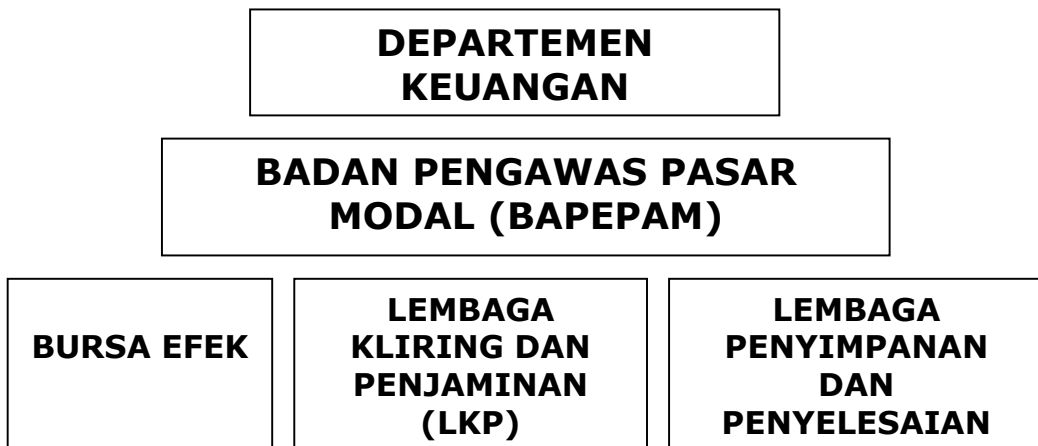 DEPARTEMEN
KEUANGAN
BADAN PENGAWAS PASAR
MODAL (BAPEPAM)
BURSA EFEK
LEMBAGA
KLIRING DAN
PENJAMINAN
(LKP)
LEMBAGA
PENYIMPANAN
DAN
PENYELESAIAN